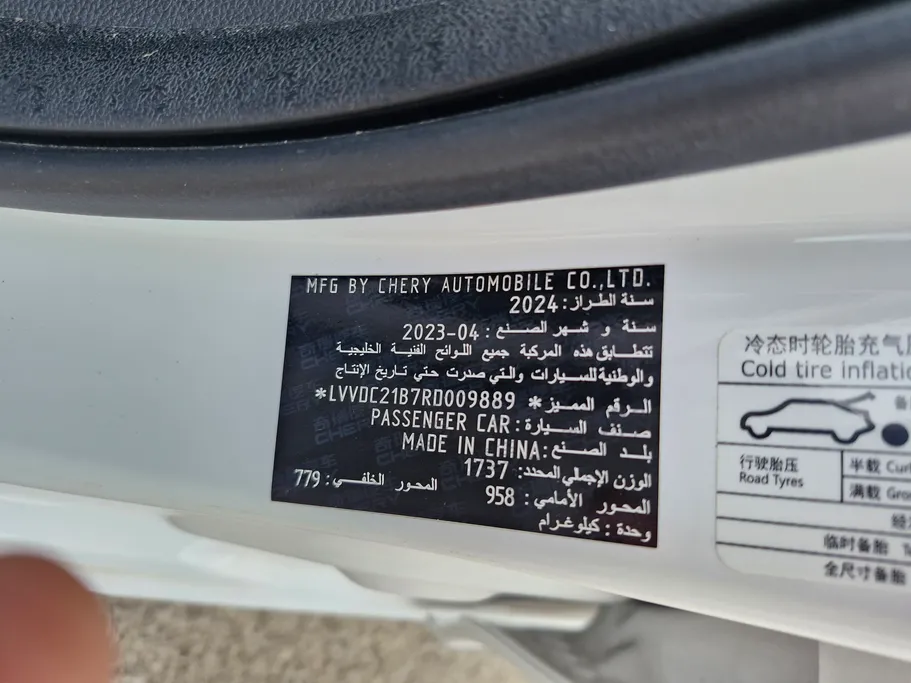 MFG BY CHERY AUTOMOBILE CO.,LTD.
سنة الطراز: 2024
سنة و شهر الصنع: 2023-04
تتطابق هذه المركبة جميع اللوائح الفنية الخليجية
والوطنية للسيارات والتي صدرت حتي تاريخ الإنتاج
الرقم المميز: *LVVDC21B7RD009889*
صنف السيارة: PASSENGER CAR
بلد الصنع: MADE IN CHINA
الوزن الإجمالي المحدد: 1737
المحور الأمامي: 958 المحور الخلفي: 779
وحدة: كيلوغرام
冷态时轮胎充气
Cold tire inflatio
行驶胎压
Road Tyres
半载 Cur
满载 Gro
临时备胎
全尺寸备胎